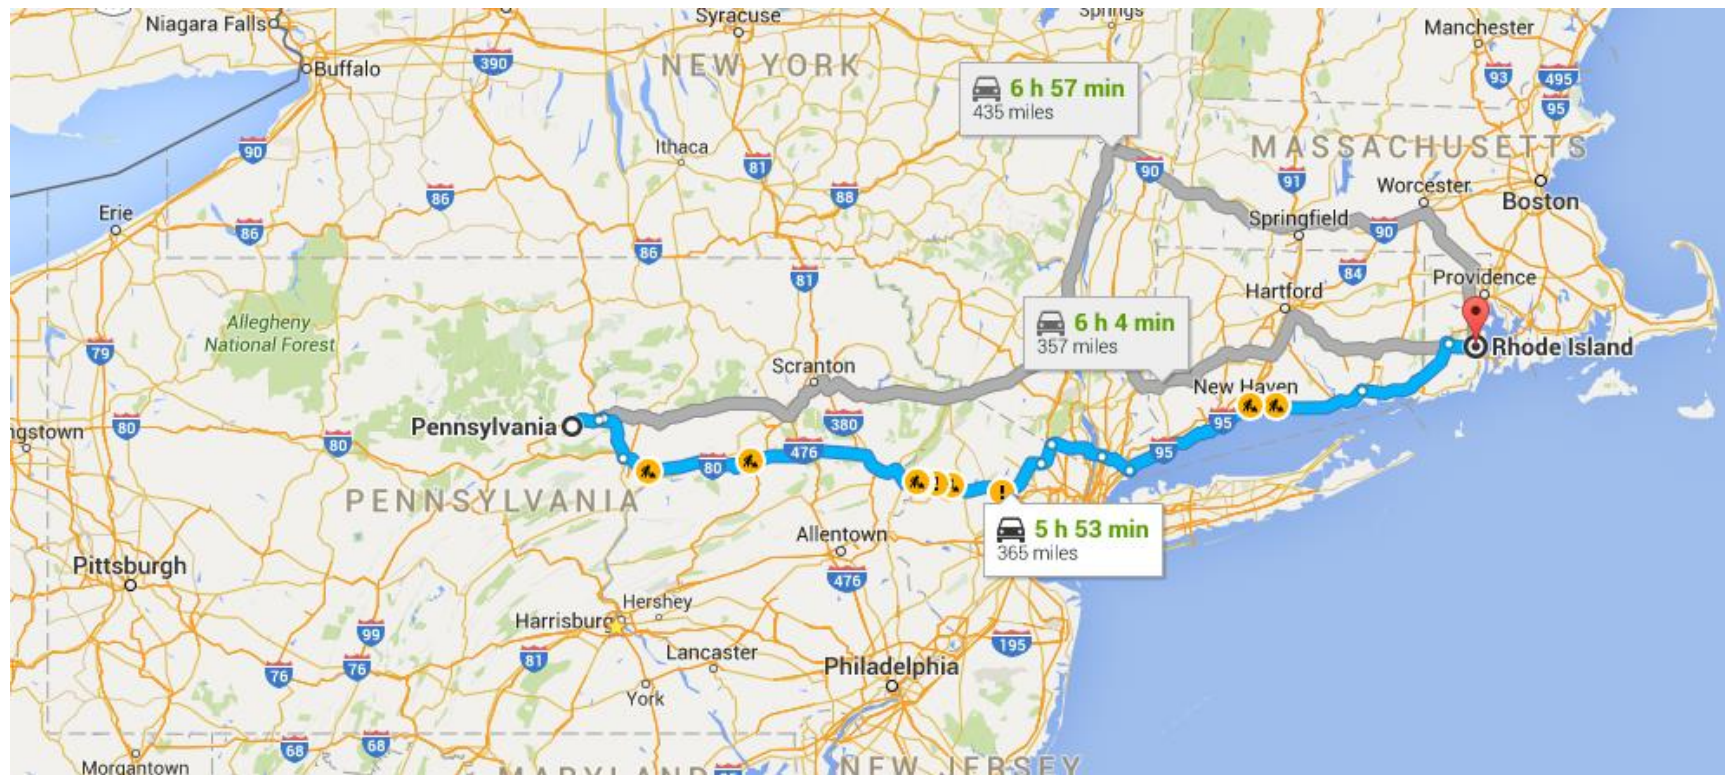 Niagara Falls
Syracuse
Springs
Manchester
Buffalo
390
NEW YORK
93
495
6 h 57 min
435 miles
95
90
Ithaca
81
90
MASSACHUSETTS
91
Worcester
Boston
86
88
Erie
86
Springfield
90
86
81
84
Providence
Hartford
Allegheny
National Forest
6 h 4 min
357 miles
79
Rhode Island
Scranton
New Haven
Pennsylvania
80
380
95
80
476
95
80
PENNSYLVANIA
5 h 53 min
365 miles
Allentown
Pittsburgh
476
Hershey
Harrisburg
99
195
81
Lancaster
76
76
Philadelphia
York
68
68
Morgantown
MARYLAND
NEW JERSEY